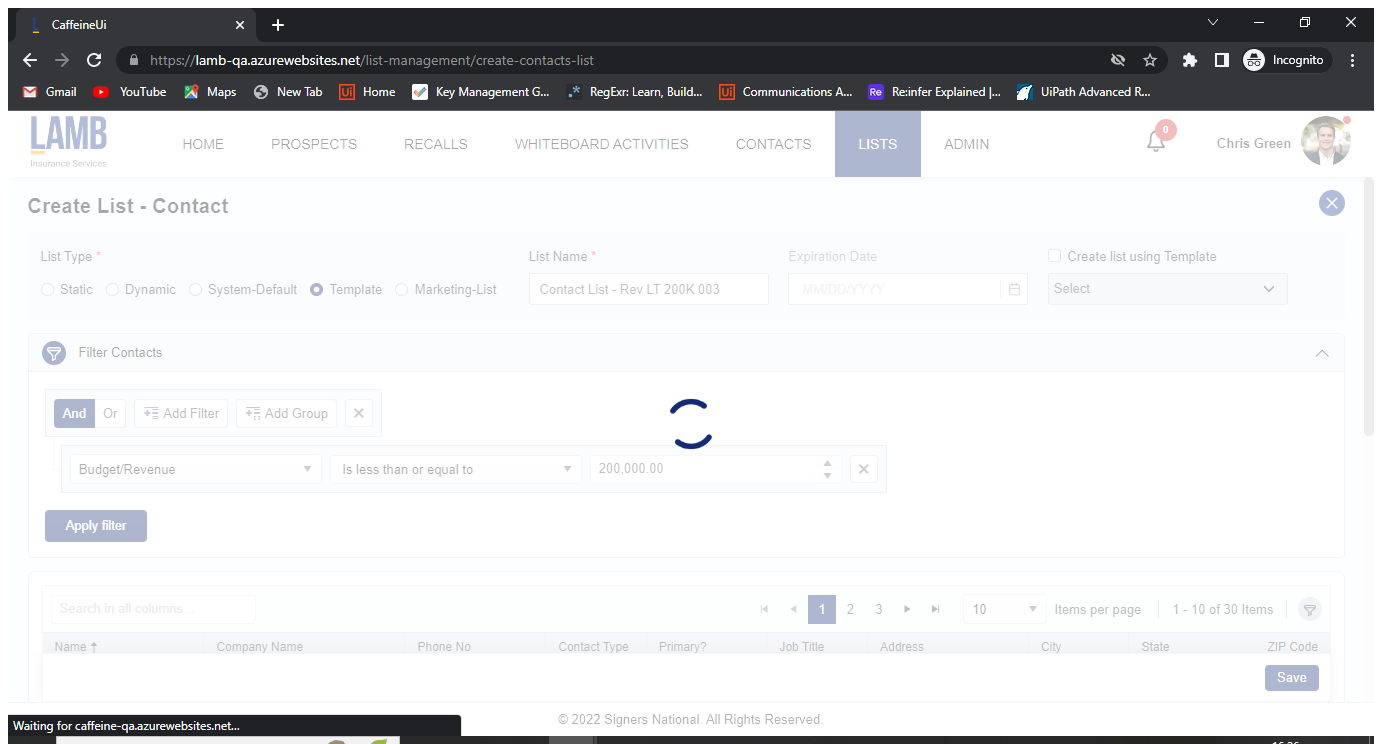 CaffeineUi
https://lamb-qa.azurewebsites.net/list-management/create-contacts-list
Incognito
Gmail YouTube Maps New Tab Ui Home Key Management G... RegExr: Learn, Build... Ui Communications A... Re Re:infer Explained |... UiPath Advanced R...
LAMB
Insurance Services
HOME PROSPECTS RECALLS WHITEBOARD ACTIVITIES CONTACTS LISTS ADMIN 0 Chris Green
Create List - Contact
List Type * List Name * Expiration Date Create list using Template
Static Dynamic System-Default Template Marketing-List Contact List - Rev LT 200K 003 MM/DD/YYYY Select
Filter Contacts
And Or Add Filter Add Group
Budget/Revenue Is less than or equal to 200,000.00
Apply filter
Search in all columns... 1 2 3 10 Items per page 1 - 10 of 30 Items
Name Company Name Phone No Contact Type Primary? Job Title Address City State ZIP Code
Save
© 2022 Signers National. All Rights Reserved.
Waiting for caffeine-qa.azurewebsites.net...